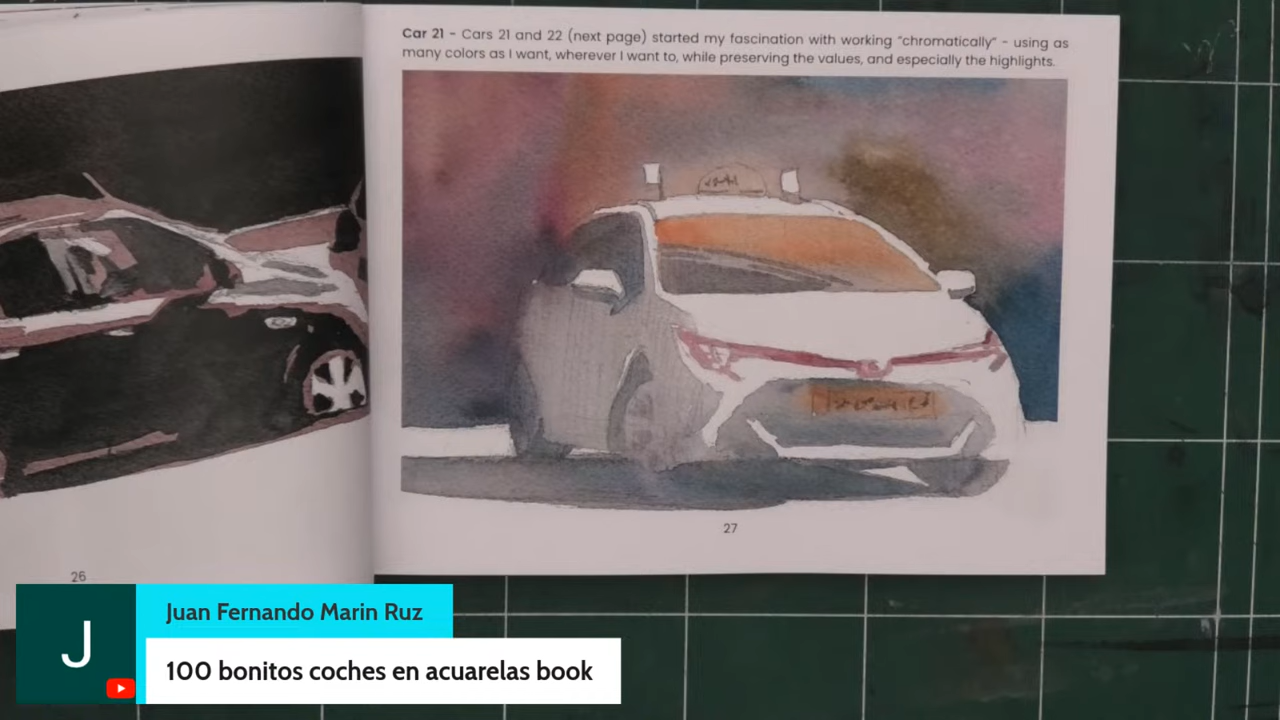 Car 21 - Cars 21 and 22 (next page) started my fascination with working "chromatically" - using as
many colors as I want, wherever I want to, while preserving the values, and especially the highlights.
27
26
J
Juan Fernando Marin Ruz
100 bonitos coches en acuarelas book